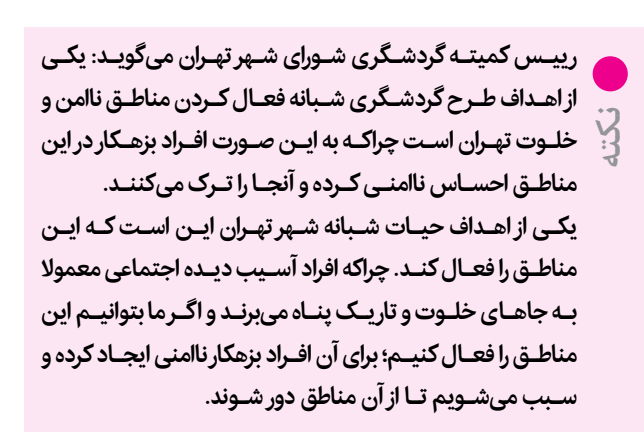 نکته
رییس کمیته گردشگری شورای شهر تهران می‌گوید: یکی
از اهداف طرح گردشگری شبانه فعال کردن مناطق ناامن و
خلوت تهران است چراکه به این صورت افراد بزهکار در این
مناطق احساس ناامنی کرده و آنجا را ترک می‌کنند.
یکی از اهداف حیات شبانه شهر تهران این است که این
مناطق را فعال کند. چراکه افراد آسیب دیده اجتماعی معمولا
به جاهای خلوت و تاریک پناه می‌برند و اگر ما بتوانیم این
مناطق را فعال کنیم؛ برای آن افراد بزهکار ناامنی ایجاد کرده و
سبب می‌شویم تا از آن مناطق دور شوند.